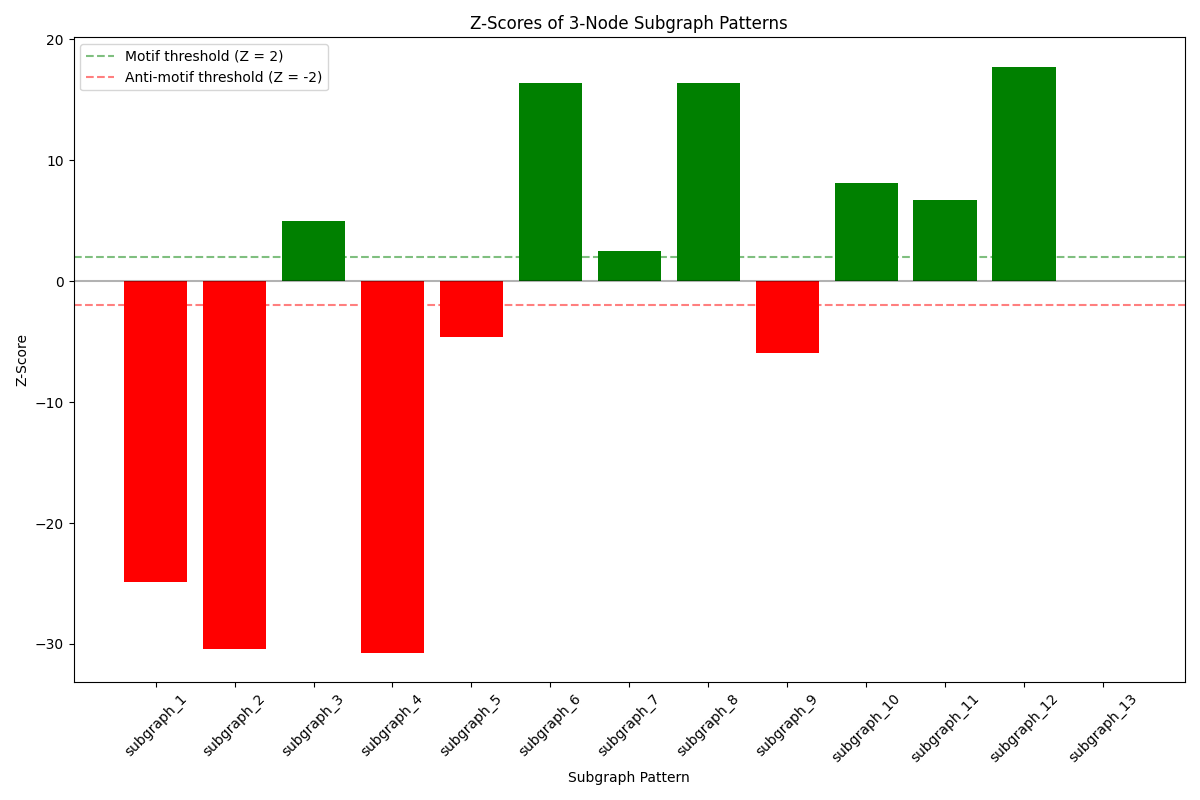 Z-Scores of 3-Node Subgraph Patterns
Motif threshold (Z = 2)
Anti-motif threshold (Z = -2)
20
10
0
−10
−20
−30
Z-Score
subgraph_1
subgraph_2
subgraph_3
subgraph_4
subgraph_5
subgraph_6
subgraph_7
subgraph_8
subgraph_9
subgraph_10
subgraph_11
subgraph_12
subgraph_13
Subgraph Pattern